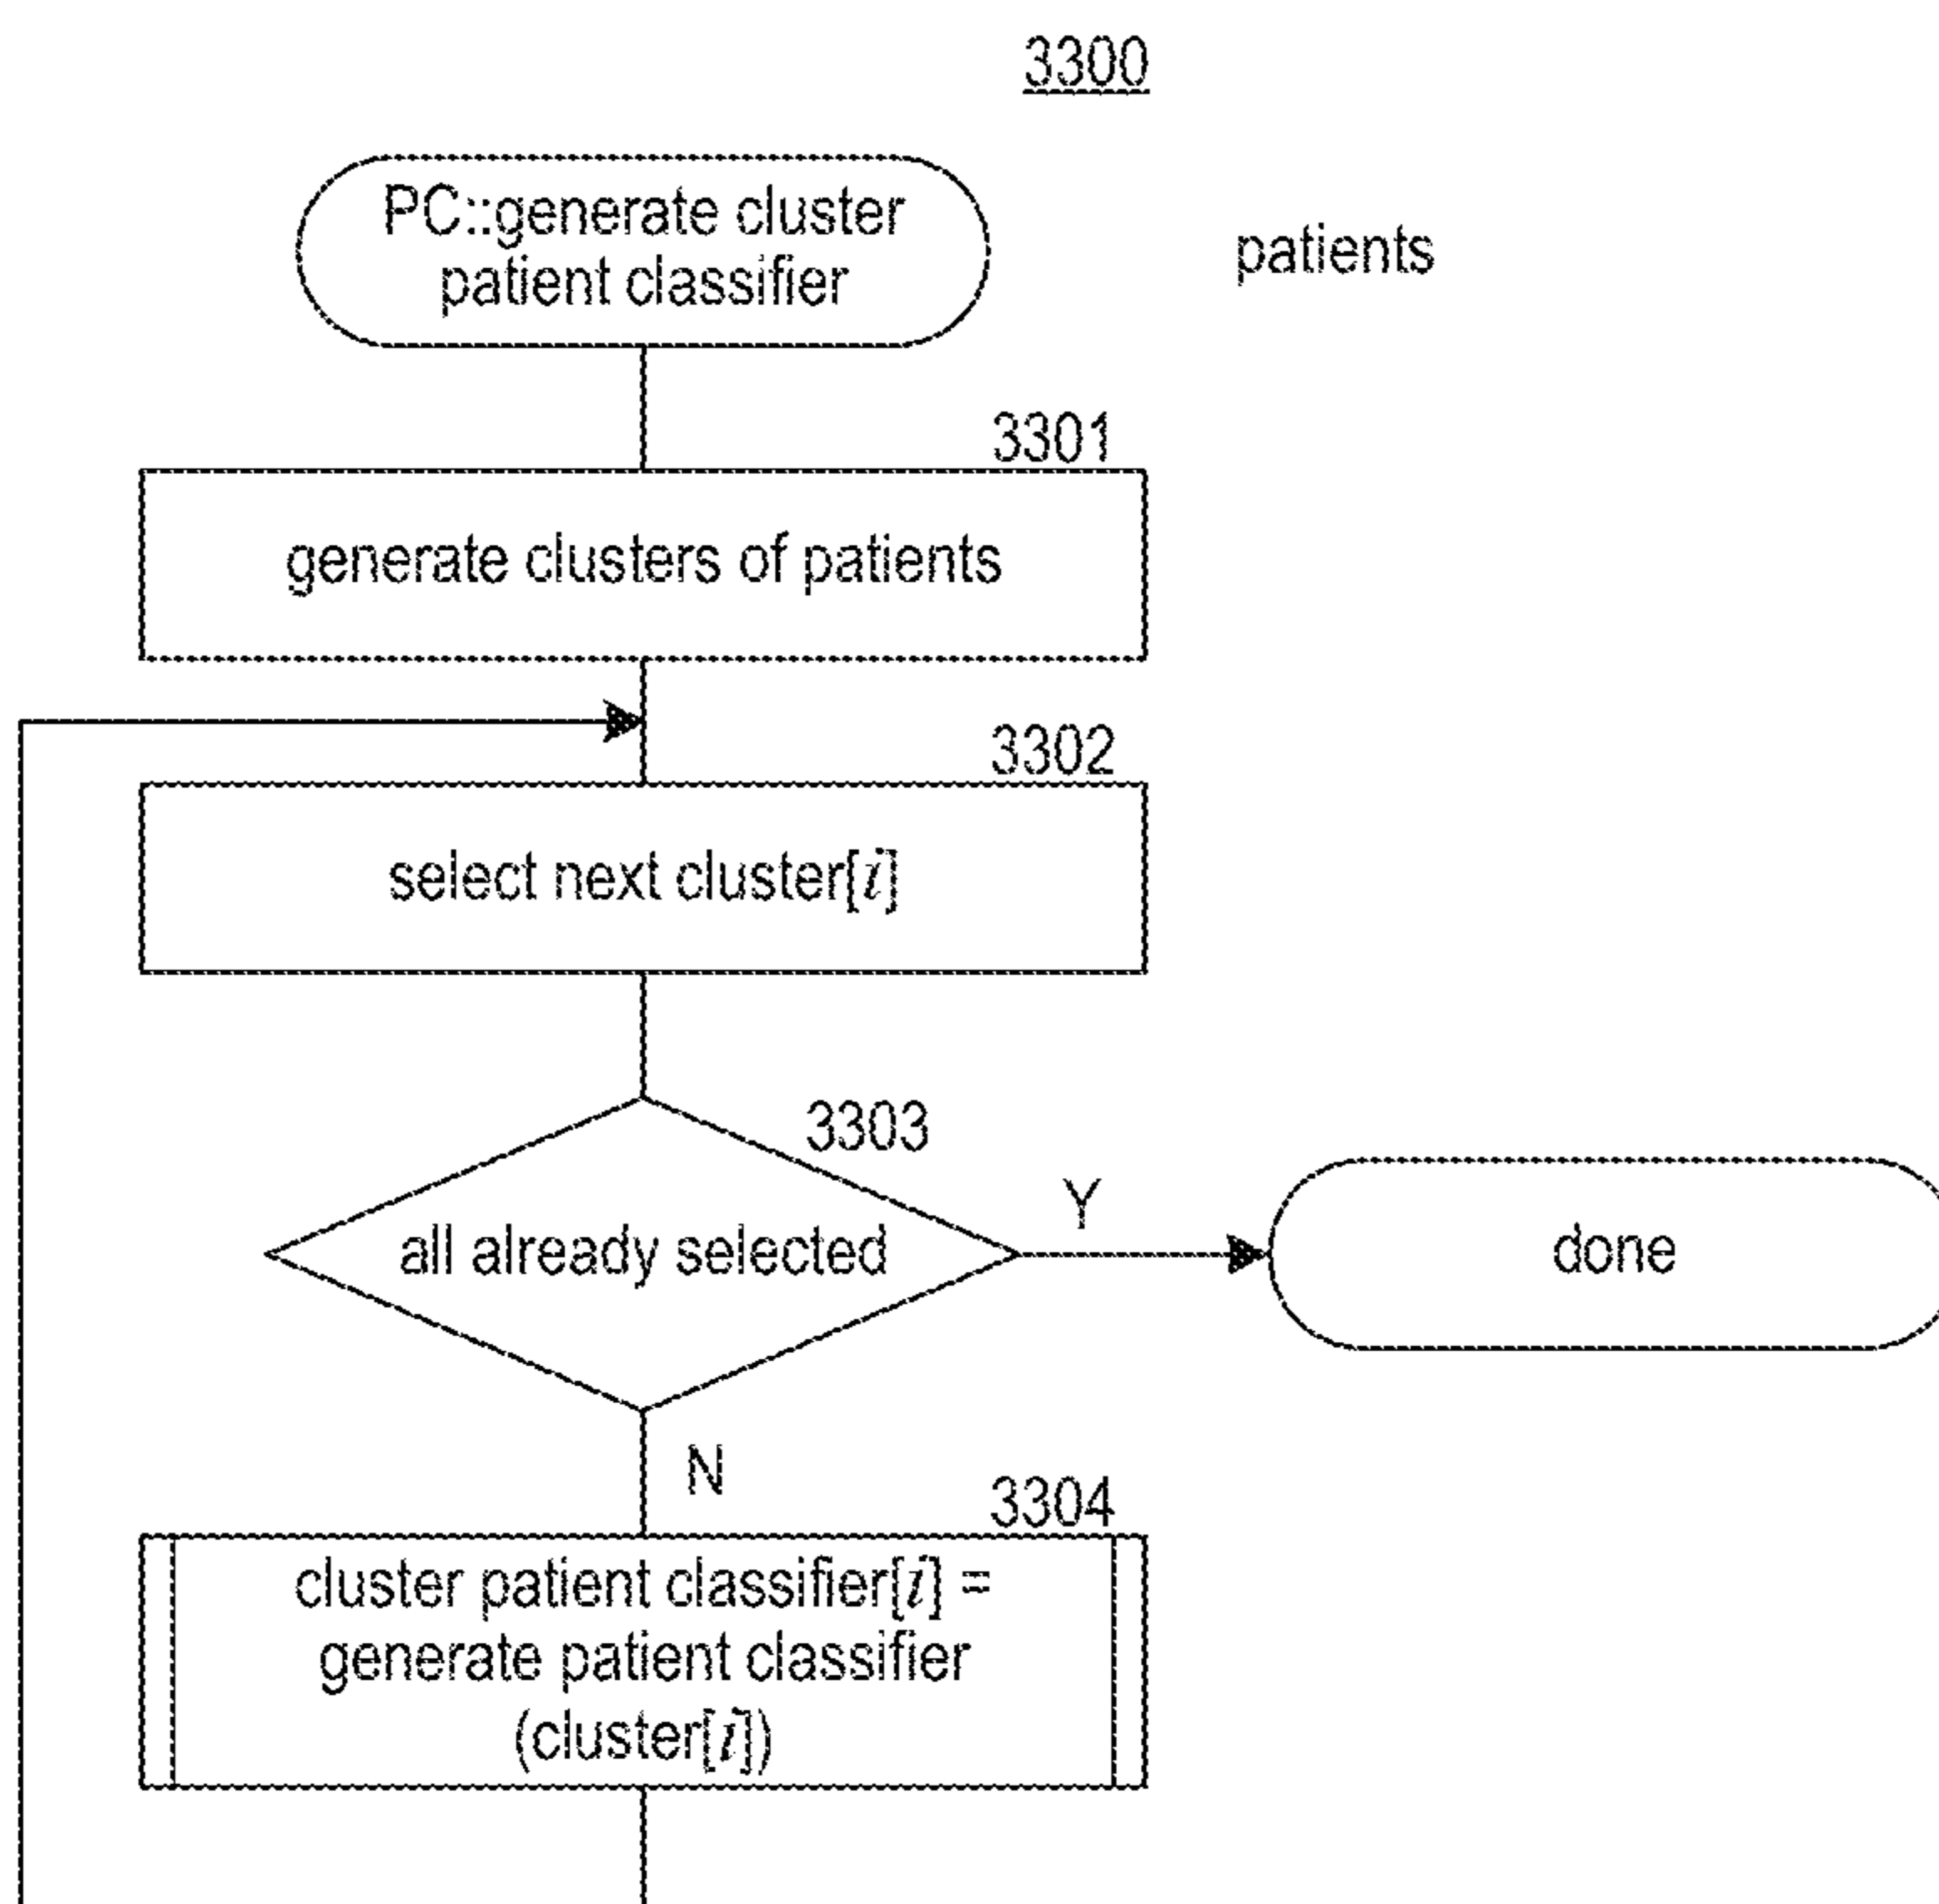 3300
PC::generate cluster
patient classifier
patients
3301
generate clusters of patients
3302
select next cluster[i]
3303
all already selected
Y
done
N
3304
cluster patient classifier[i] =
generate patient classifier
(cluster[i])